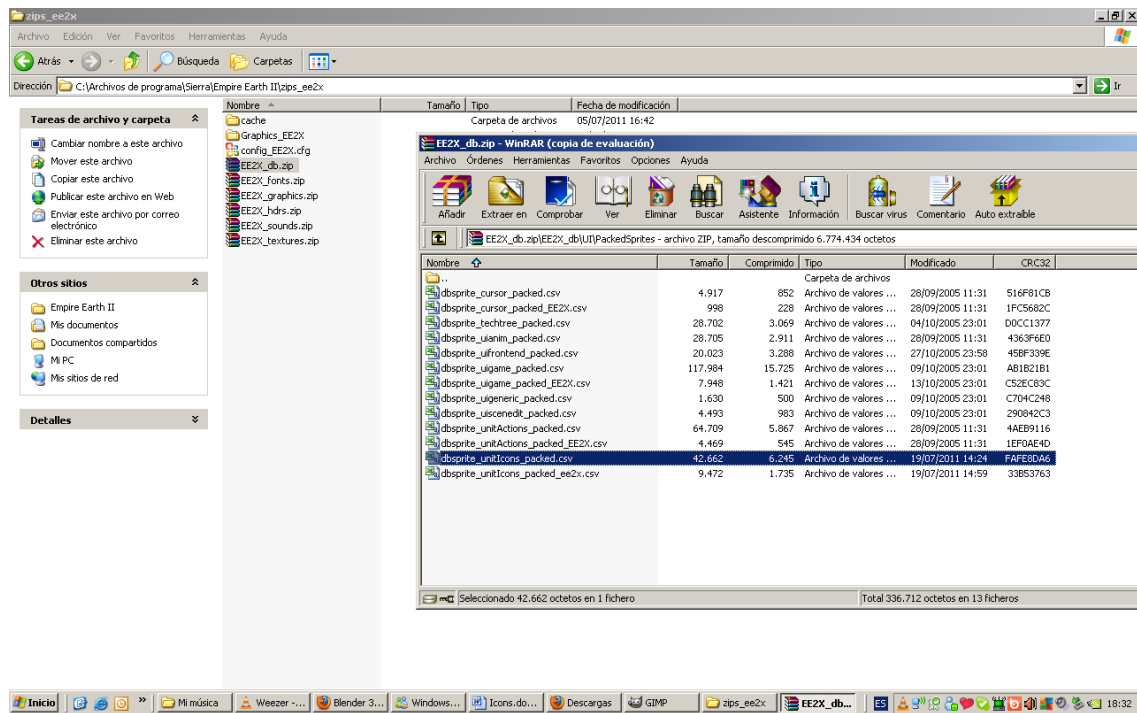 zips_ee2x
Archivo Edición Ver Favoritos Herramientas Ayuda
Atrás Búsqueda Carpetas
Dirección C:\Archivos de programa\Sierra\Empire Earth II\zips_ee2x Ir
Tareas de archivo y carpeta
Cambiar nombre a este archivo
Mover este archivo
Copiar este archivo
Publicar este archivo en Web
Enviar este archivo por correo
electrónico
Eliminar este archivo
Otros sitios
Empire Earth II
Mis documentos
Documentos compartidos
Mi PC
Mis sitios de red
Detalles
Nombre Tamaño Tipo Fecha de modificación
cache Carpeta de archivos 05/07/2011 16:42
Graphics_EE2X
config_EE2X.cfg
EE2X_db.zip
EE2X_fonts.zip
EE2X_graphics.zip
EE2X_hdrs.zip
EE2X_sounds.zip
EE2X_textures.zip
EE2X_db.zip - WinRAR (copia de evaluación)
Archivo Órdenes Herramientas Favoritos Opciones Ayuda
Añadir Extraer en Comprobar Ver Eliminar Buscar Asistente Información Buscar virus Comentario Auto extraíble
EE2X_db.zip\EE2X_db\UI\PackedSprites - archivo ZIP, tamaño descomprimido 6.774.434 octetos
Nombre Tamaño Comprimido Tipo Modificado CRC32
.. Carpeta de archivos
dbsprite_cursor_packed.csv 4.917 852 Archivo de valores ... 28/09/2005 11:31 516F81CB
dbsprite_cursor_packed_EE2X.csv 998 228 Archivo de valores ... 28/09/2005 11:31 1FC5682C
dbsprite_techtree_packed.csv 28.702 3.069 Archivo de valores ... 04/10/2005 23:01 D0CC1377
dbsprite_uianim_packed.csv 28.705 2.911 Archivo de valores ... 28/09/2005 11:31 4363F6E0
dbsprite_uifrontend_packed.csv 20.023 3.288 Archivo de valores ... 27/10/2005 23:58 45BF339E
dbsprite_uigame_packed.csv 117.984 15.725 Archivo de valores ... 09/10/2005 23:01 AB1B21B1
dbsprite_uigame_packed_EE2X.csv 7.948 1.421 Archivo de valores ... 13/10/2005 23:01 C52EC83C
dbsprite_uigeneric_packed.csv 1.630 500 Archivo de valores ... 09/10/2005 23:01 C704C248
dbsprite_uiscenedit_packed.csv 4.493 983 Archivo de valores ... 09/10/2005 23:01 290842C3
dbsprite_unitActions_packed.csv 64.709 5.867 Archivo de valores ... 28/09/2005 11:31 4AEB9116
dbsprite_unitActions_packed_EE2X.csv 4.469 545 Archivo de valores ... 28/09/2005 11:31 1EF0AE4D
dbsprite_unitIcons_packed.csv 42.662 6.245 Archivo de valores ... 19/07/2011 14:24 FAFE8DA6
dbsprite_unitIcons_packed_ee2x.csv 9.472 1.735 Archivo de valores ... 19/07/2011 14:59 33B53763
Seleccionado 42.662 octetos en 1 fichero Total 336.712 octetos en 13 ficheros
Inicio Mi música Weezer -... Blender 3... Windows... Icons.do... Descargas GIMP zips_ee2x EE2X_db... ES 18:32